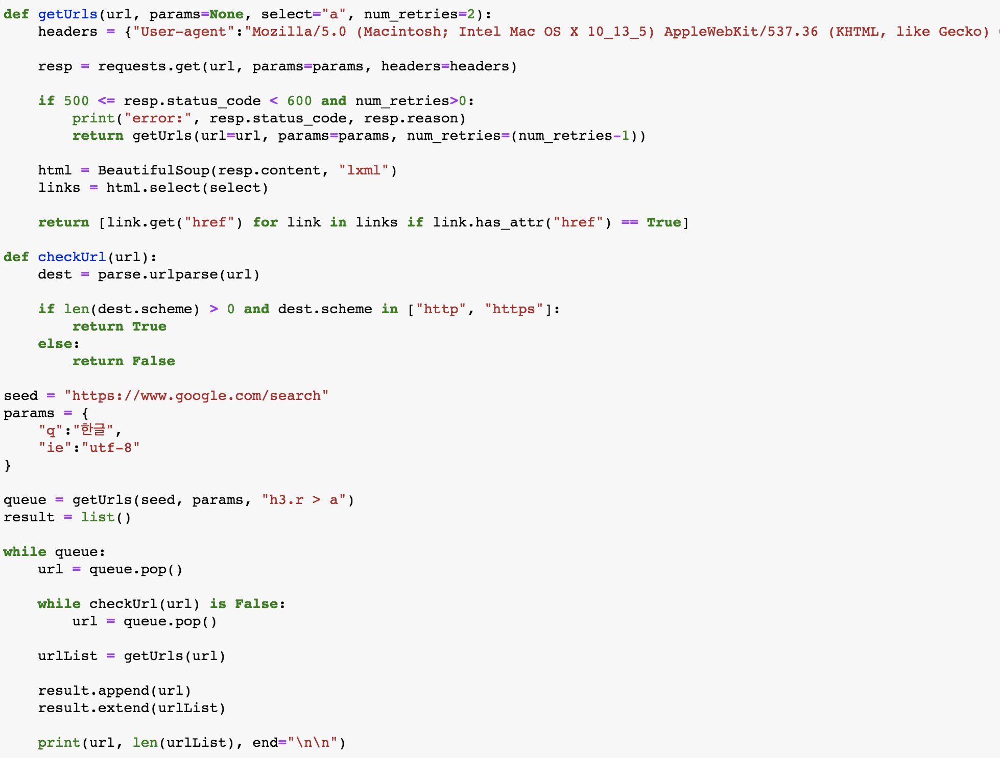 def getUrls(url, params=None, select="a", num_retries=2):
    headers = {"User-agent":"Mozilla/5.0 (Macintosh; Intel Mac OS X 10_13_5) AppleWebKit/537.36 (KHTML, like Gecko)
    resp = requests.get(url, params=params, headers=headers)
    if 500 <= resp.status_code < 600 and num_retries>0:
        print("error:", resp.status_code, resp.reason)
        return getUrls(url=url, params=params, num_retries=(num_retries-1))
    html = BeautifulSoup(resp.content, "lxml")
    links = html.select(select)
    return [link.get("href") for link in links if link.has_attr("href") == True]
def checkUrl(url):
    dest = parse.urlparse(url)
    if len(dest.scheme) > 0 and dest.scheme in ["http", "https"]:
        return True
    else:
        return False
seed = "https://www.google.com/search"
params = {
    "q":"한글",
    "ie":"utf-8"
}
queue = getUrls(seed, params, "h3.r > a")
result = list()
while queue:
    url = queue.pop()
    while checkUrl(url) is False:
        url = queue.pop()
    urlList = getUrls(url)
    result.append(url)
    result.extend(urlList)
    print(url, len(urlList), end="\n\n")